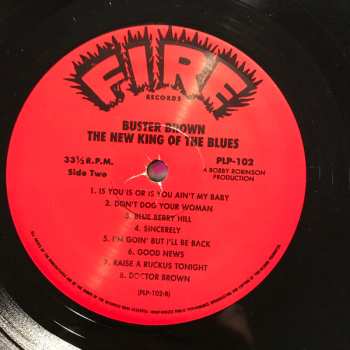 FIRE
RECORDS
BUSTER BROWN
THE NEW KING OF THE BLUES
33⅓ R.P.M.
PLP-102
Side Two
A BOBBY ROBINSON
PRODUCTION
1. IS YOU IS OR IS YOU AIN'T MY BABY
2. DON'T DOG YOUR WOMAN
3. BLUE BERRY HILL
4. SINCERELY
5. I'M GOIN' BUT I'LL BE BACK
6. GOOD NEWS
7. RAISE A RUCKUS TONIGHT
8. DOCTOR BROWN
(PLP-102-B)